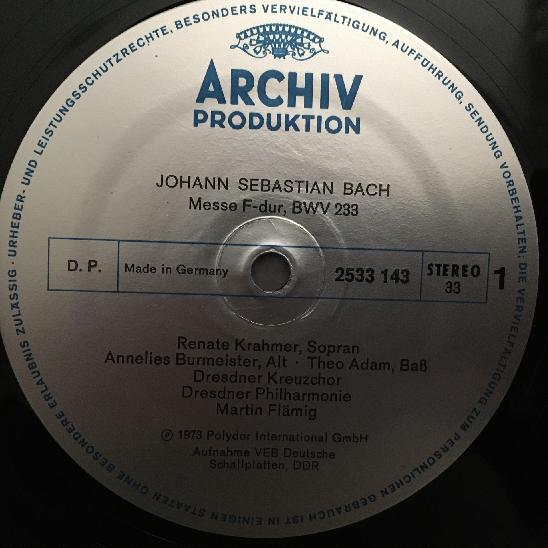 URHEBER- UND LEISTUNGSSCHUTZRECHTE, BESONDERS VERVIELFÄLTIGUNG, AUFFÜHRUNG, SENDUNG VORBEHALTEN; DIE VERVIELFÄLTIGUNG ZUM PERSÖNLICHEN GEBRAUCH IST IN EINIGEN STAATEN OHNE BESONDERE ERLAUBNIS ZULÄSSIG ·
ARCHIV
PRODUKTION
JOHANN SEBASTIAN BACH
Messe F-dur, BWV 233
D. P. Made in Germany 2533 143 STEREO 33 1
Renate Krahmer, Sopran
Annelies Burmeister, Alt · Theo Adam, Baß
Dresdner Kreuzchor
Dresdner Philharmonie
Martin Flämig
℗ 1973 Polydor International GmbH
Aufnahme VEB Deutsche
Schallplatten, DDR